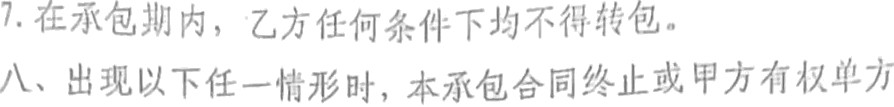 7. 在承包期内，乙方任何条件下均不得转包。
八、出现以下任一情形时，本承包合同终止或甲方有权单方